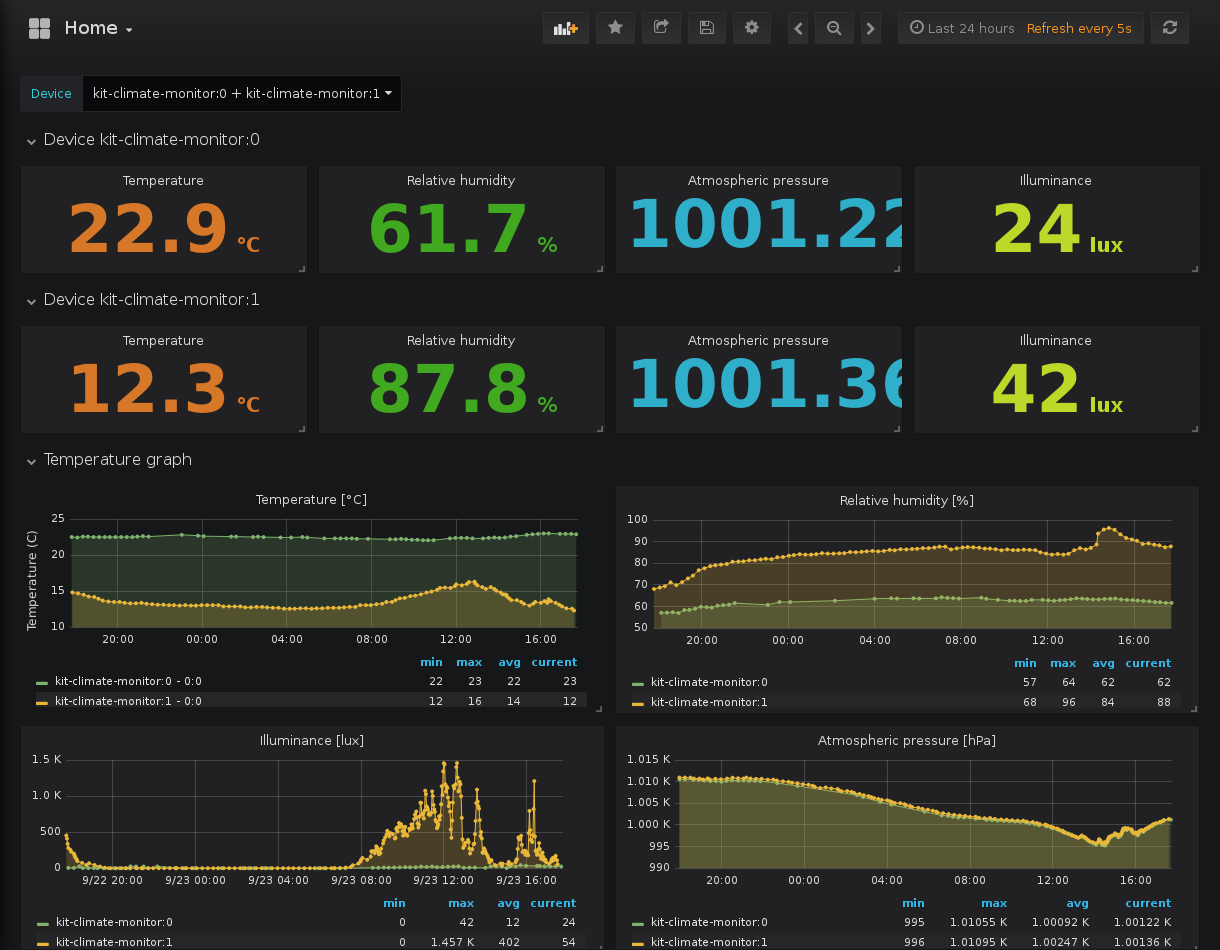 Home
Last 24 hours Refresh every 5s
Device kit-climate-monitor:0 + kit-climate-monitor:1
Device kit-climate-monitor:0
Temperature Relative humidity Atmospheric pressure Illuminance
22.9 °C 61.7 % 1001.22 24 lux
Device kit-climate-monitor:1
Temperature Relative humidity Atmospheric pressure Illuminance
12.3 °C 87.8 % 1001.36 42 lux
Temperature graph
Temperature [°C]
Temperature (C)
25
20
15
10
20:00 00:00 04:00 08:00 12:00 16:00
min max avg current
kit-climate-monitor:0 - 0:0 22 23 22 23
kit-climate-monitor:1 - 0:0 12 16 14 12
Relative humidity [%]
100
90
80
70
60
50
20:00 00:00 04:00 08:00 12:00 16:00
min max avg current
kit-climate-monitor:0 57 64 62 62
kit-climate-monitor:1 68 96 84 88
Illuminance [lux]
1.5 K
1.0 K
500
0
9/22 20:00 9/23 00:00 9/23 04:00 9/23 08:00 9/23 12:00 9/23 16:00
min max avg current
kit-climate-monitor:0 0 42 12 24
kit-climate-monitor:1 0 1.457 K 402 54
Atmospheric pressure [hPa]
1.015 K
1.010 K
1.005 K
1.000 K
995
990
20:00 00:00 04:00 08:00 12:00 16:00
min max avg current
kit-climate-monitor:0 995 1.01055 K 1.00092 K 1.00122 K
kit-climate-monitor:1 996 1.01095 K 1.00247 K 1.00136 K